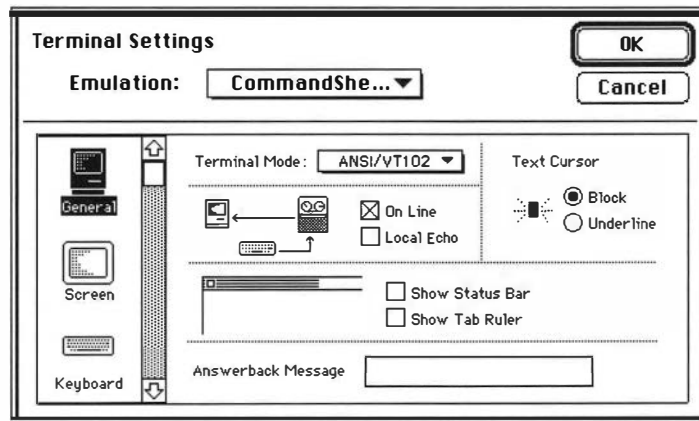 Terminal Settings
OK
Emulation:
CommandShe...
Cancel
General
Screen
Keyboard
Terminal Mode:
ANSI/VT102
On Line
Local Echo
Text Cursor
Block
Underline
Show Status Bar
Show Tab Ruler
Answerback Message